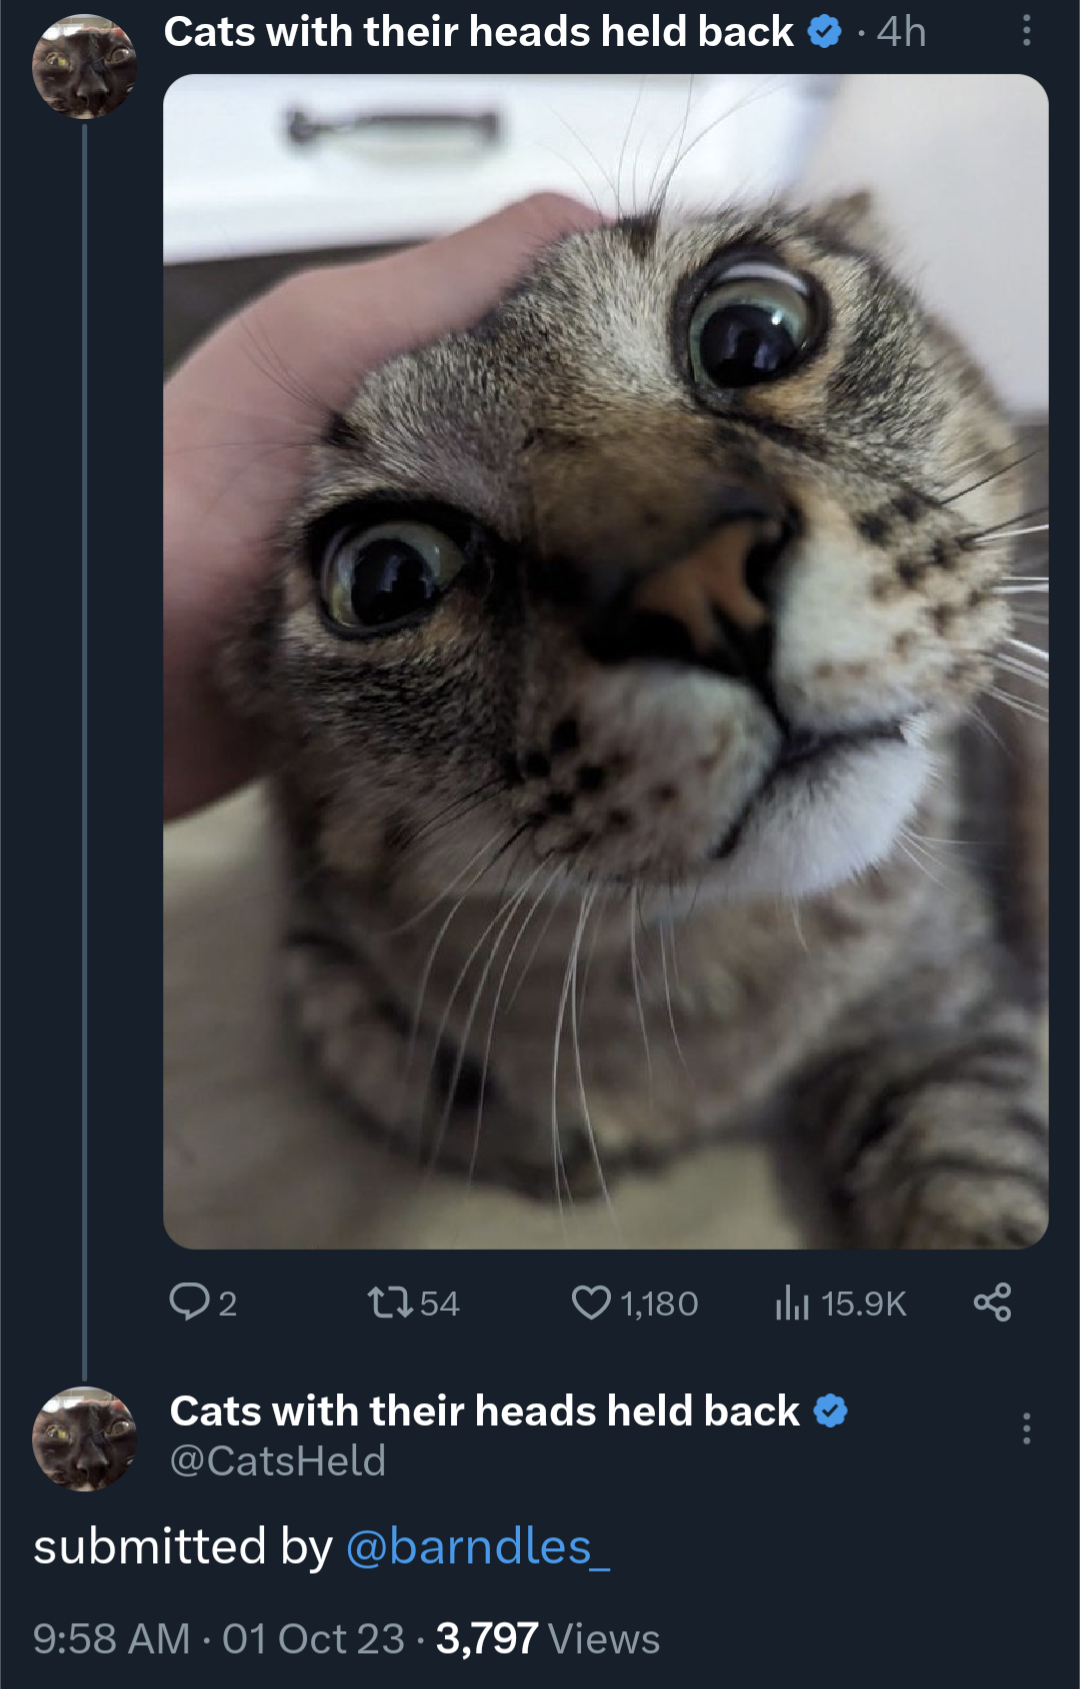 Cats with their heads held back · 4h
2 54 1,180 15.9K
Cats with their heads held back
@CatsHeld
submitted by @barndles_
9:58 AM · 01 Oct 23 · 3,797 Views